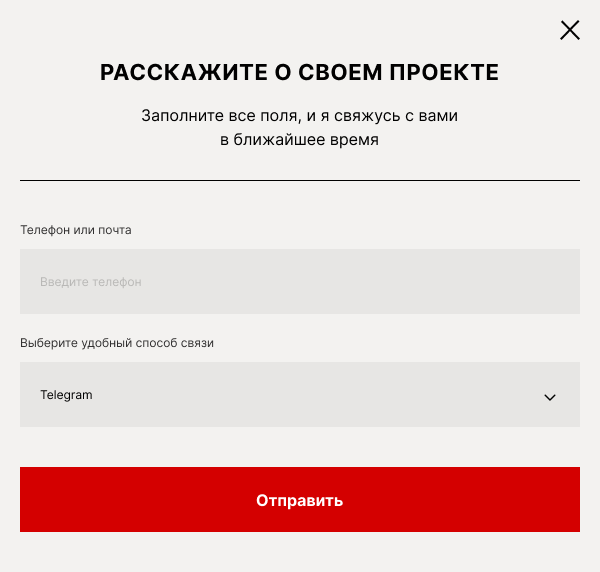 РАССКАЖИТЕ О СВОЕМ ПРОЕКТЕ
Заполните все поля, и я свяжусь с вами
в ближайшее время
Телефон или почта
Введите телефон
Выберите удобный способ связи
Telegram
Отправить